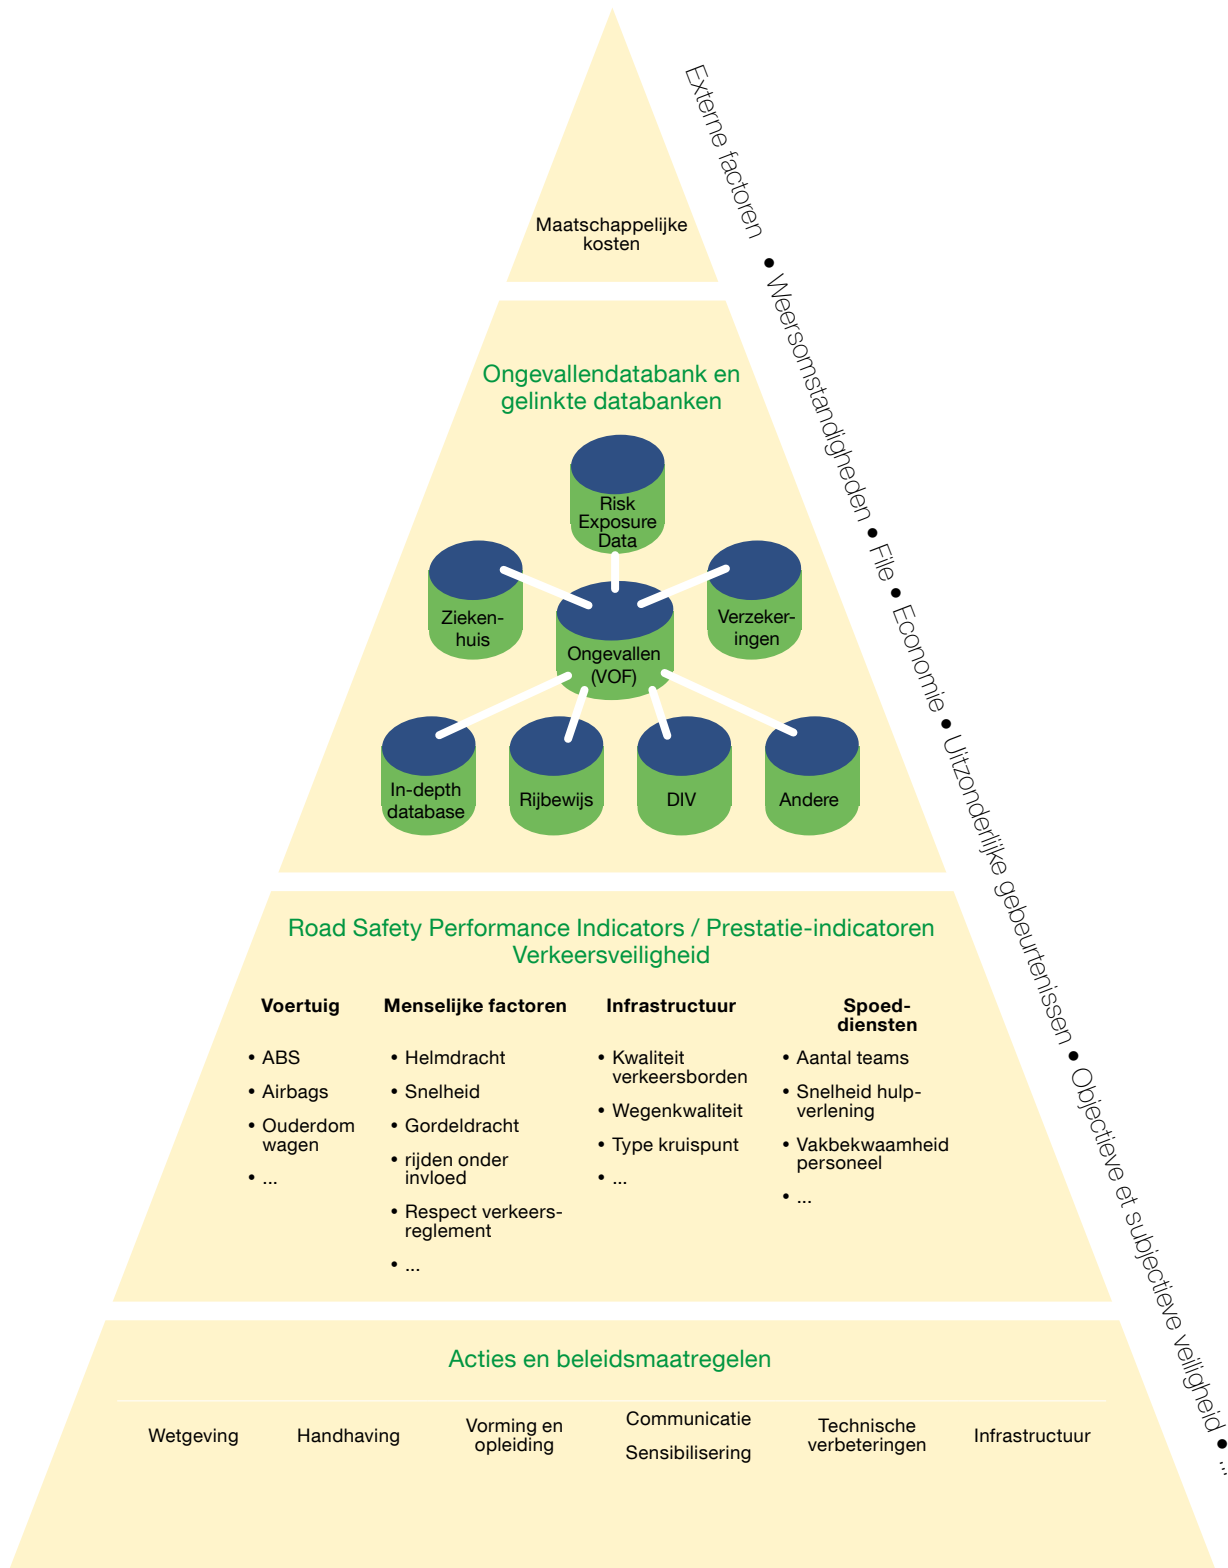 Externe factoren • Weersomstandigheden • File • Economie • Uitzonderlijke gebeurtenissen • Objectieve et subjectieve veiligheid • ...
Maatschappelijke
kosten
Ongevallendatabank en
gelinkte databanken
Risk
Exposure
Data
Zieken-
huis
Verzeker-
ingen
Ongevallen
(VOF)
In-depth
database
Rijbewijs
DIV
Andere
Road Safety Performance Indicators / Prestatie-indicatoren
Verkeersveiligheid
Voertuig
• ABS
• Airbags
• Ouderdom
wagen
• ...
Menselijke factoren
• Helmdracht
• Snelheid
• Gordeldracht
• rijden onder
invloed
• Respect verkeers-
reglement
• ...
Infrastructuur
• Kwaliteit
verkeersborden
• Wegenkwaliteit
• Type kruispunt
• ...
Spoed-
diensten
• Aantal teams
• Snelheid hulp-
verlening
• Vakbekwaamheid
personeel
• ...
Acties en beleidsmaatregelen
Wetgeving
Handhaving
Vorming en
opleiding
Communicatie
Sensibilisering
Technische
verbeteringen
Infrastructuur